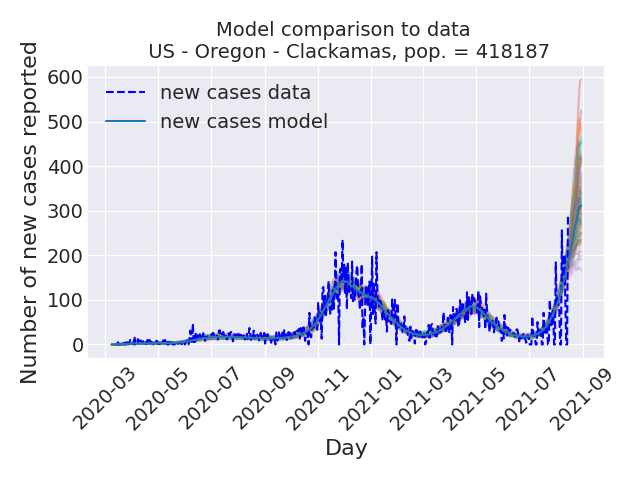 Model comparison to data
US - Oregon - Clackamas, pop. = 418187
Number of new cases reported
600
500
400
300
200
100
0
new cases data
new cases model
2020-03
2020-05
2020-07
2020-09
2020-11
2021-01
2021-03
2021-05
2021-07
2021-09
Day